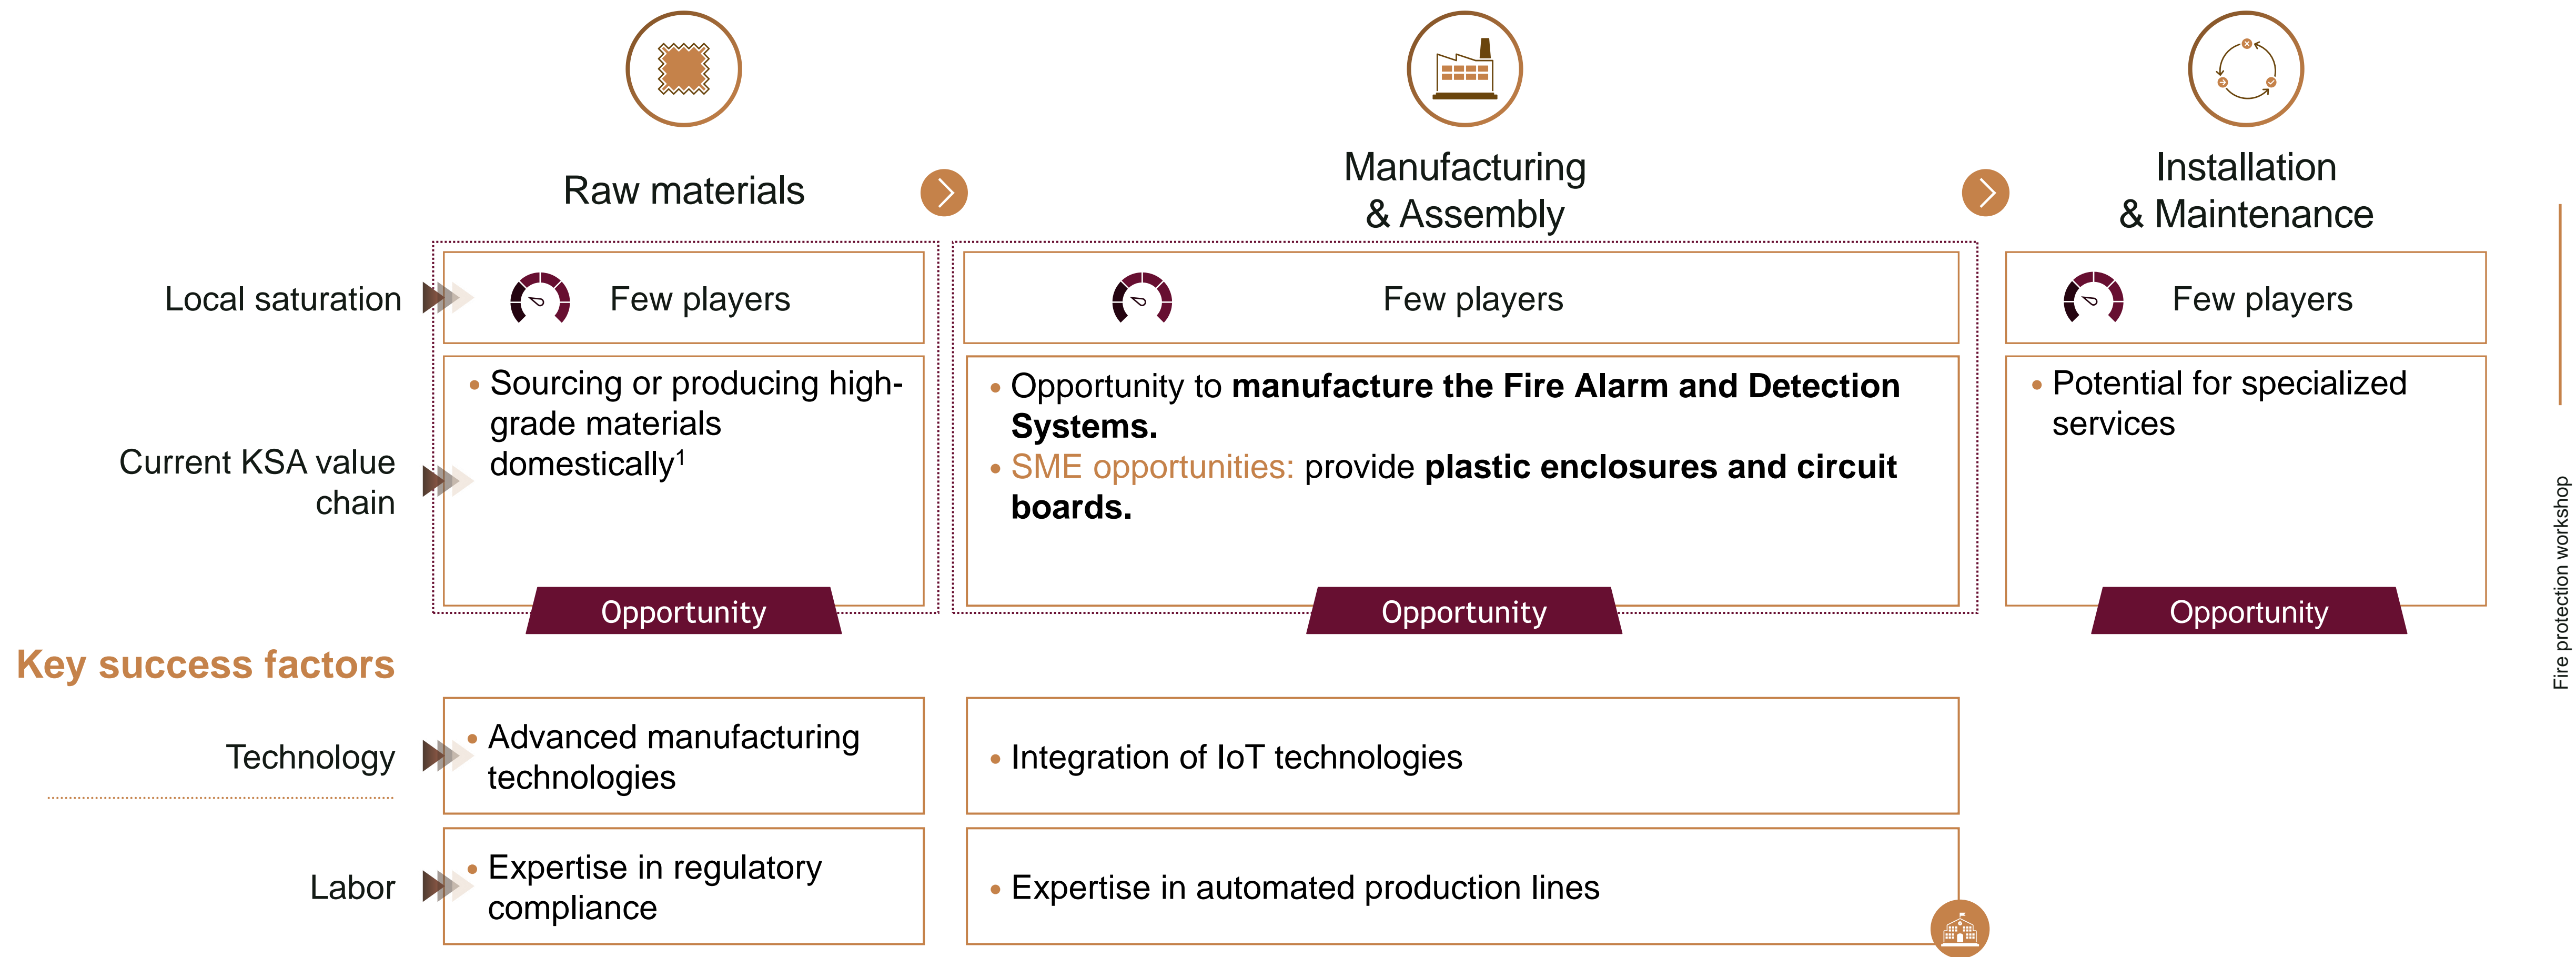 Raw materials
Manufacturing
& Assembly
Installation
& Maintenance
Local saturation
Few players
Few players
Few players
Current KSA value
chain
• Sourcing or producing high-
grade materials
domestically¹
• Opportunity to manufacture the Fire Alarm and Detection
Systems.
• SME opportunities: provide plastic enclosures and circuit
boards.
• Potential for specialized
services
Opportunity
Opportunity
Opportunity
Key success factors
Technology
• Advanced manufacturing
technologies
• Integration of IoT technologies
Labor
• Expertise in regulatory
compliance
• Expertise in automated production lines
Fire protection workshop